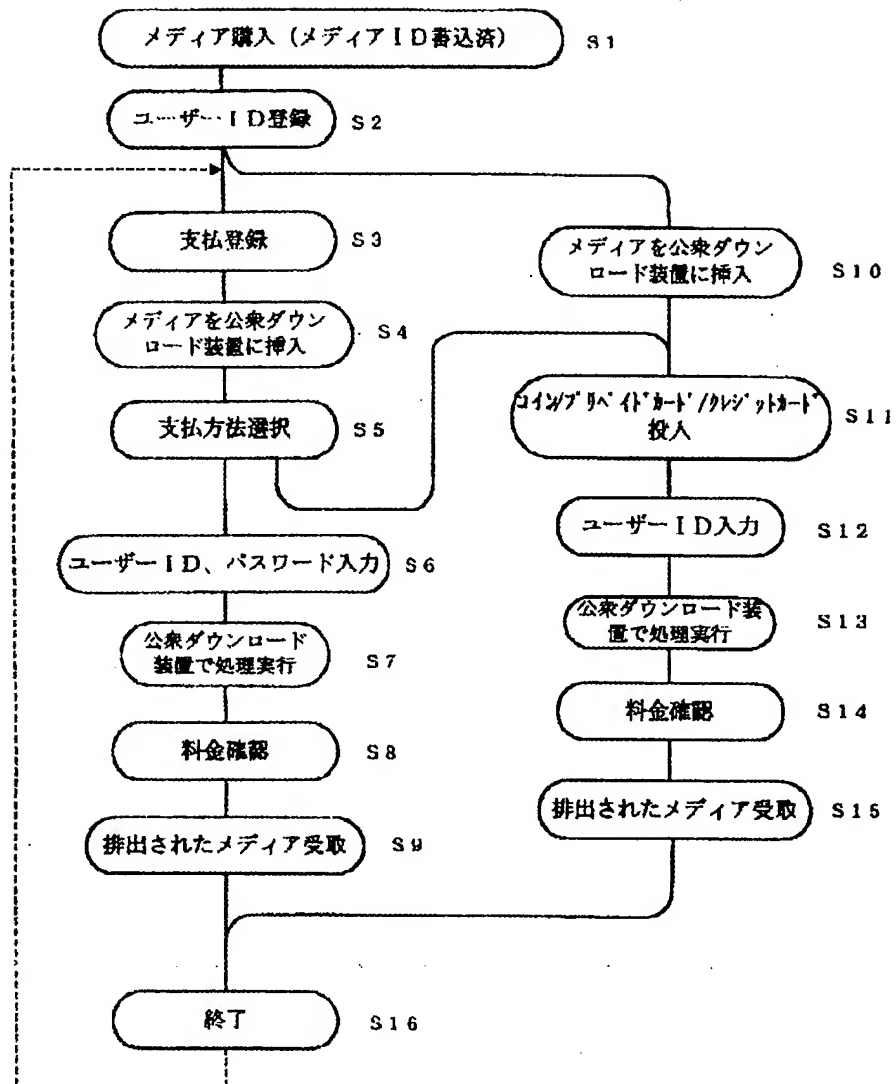 メディア購入（メディアＩＤ書込済）
S1
ユーザーＩＤ登録
S2
支払登録
S3
メディアを公衆ダウン
ロード装置に挿入
S10
メディアを公衆ダウン
ロード装置に挿入
S4
コイン/プリペイドカード/クレジットカード
投入
S11
支払方法選択
S5
ユーザーＩＤ入力
S12
ユーザーＩＤ、パスワード入力
S6
公衆ダウンロード装
置で処理実行
S13
公衆ダウンロード
装置で処理実行
S7
料金確認
S14
料金確認
S8
排出されたメディア受取
S15
排出されたメディア受取
S9
終了
S16